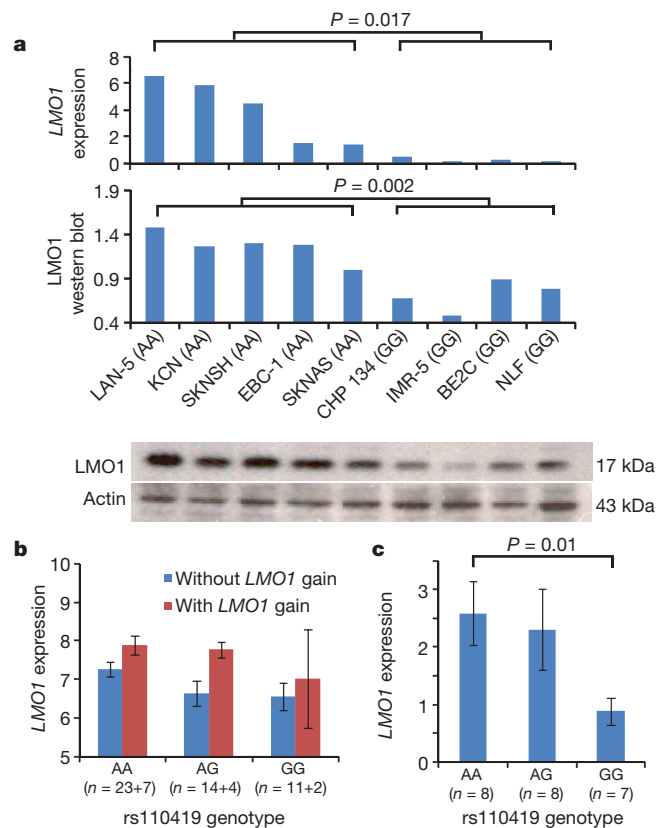 a
P = 0.017
LMO1
expression
8
6
4
2
0
P = 0.002
LMO1
western blot
1.9
1.4
0.9
0.4
LAN-5 (AA)
KCN (AA)
SKNSH (AA)
EBC-1 (AA)
SKNAS (AA)
CHP 134 (GG)
IMR-5 (GG)
BE2C (GG)
NLF (GG)
LMO1
17 kDa
Actin
43 kDa
b
LMO1 expression
10
9
8
7
6
5
Without LMO1 gain
With LMO1 gain
AA
(n = 23+7)
AG
(n = 14+4)
GG
(n = 11+2)
rs110419 genotype
c
P = 0.01
LMO1 expression
3
2
1
0
AA
(n = 8)
AG
(n = 8)
GG
(n = 7)
rs110419 genotype